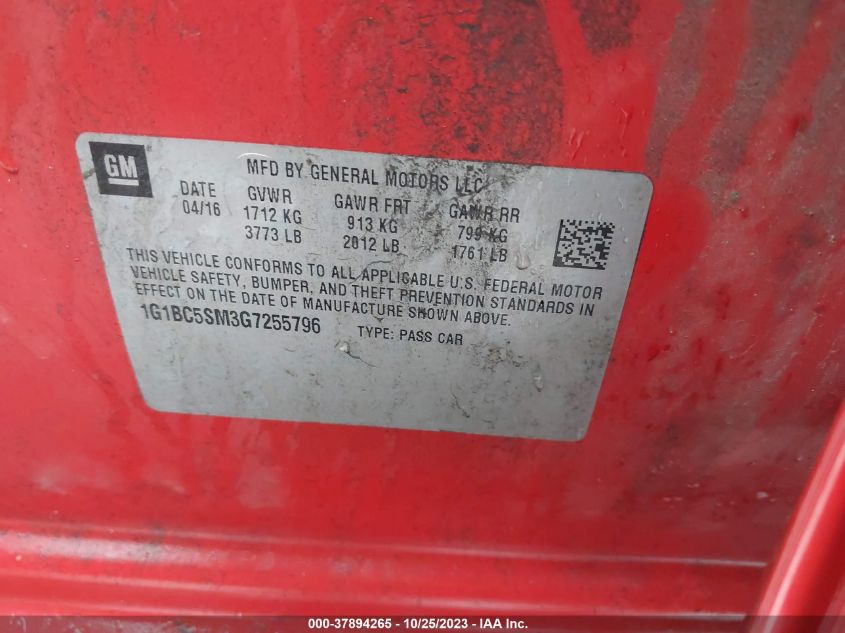 GM
MFD BY GENERAL MOTORS LLC
DATE GVWR GAWR FRT GAWR RR
04/16 1712 KG 913 KG 799 KG
3773 LB 2012 LB 1761 LB
THIS VEHICLE CONFORMS TO ALL APPLICABLE U.S. FEDERAL MOTOR
VEHICLE SAFETY, BUMPER, AND THEFT PREVENTION STANDARDS IN
EFFECT ON THE DATE OF MANUFACTURE SHOWN ABOVE.
1G1BC5SM3G7255796 TYPE: PASS CAR
000-37894265 - 10/25/2023 - IAA Inc.